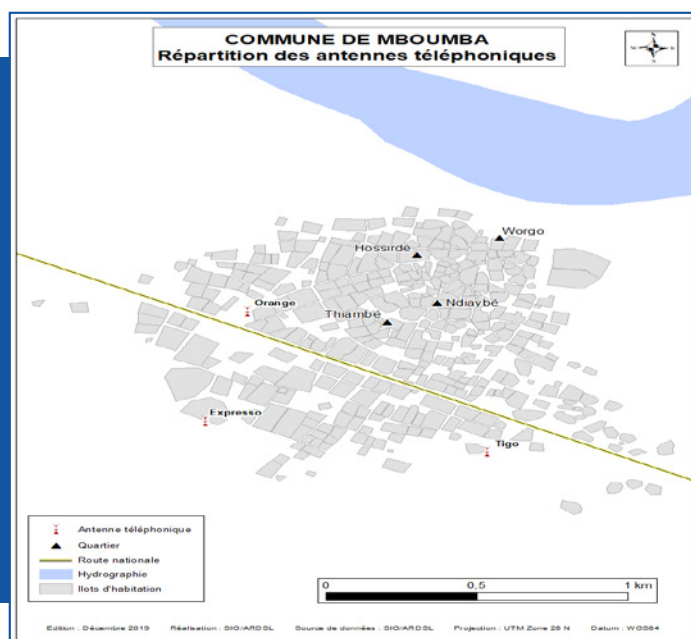 COMMUNE DE MBOUMBA
Répartition des antennes téléphoniques
N
W E
S
Worgo
Hossirdé
Orange
Ndiaybé
Thiambé
Expresso
Tigo
Antenne téléphonique
Quartier
Route nationale
Hydrographie
Ilots d'habitation
0 0,5 1 km
Edition : Décembre 2019 Réalisation : SIG/ARDSL Source de données : SIG/ARDSL Projection : UTM Zone 28 N Datum : WGS84